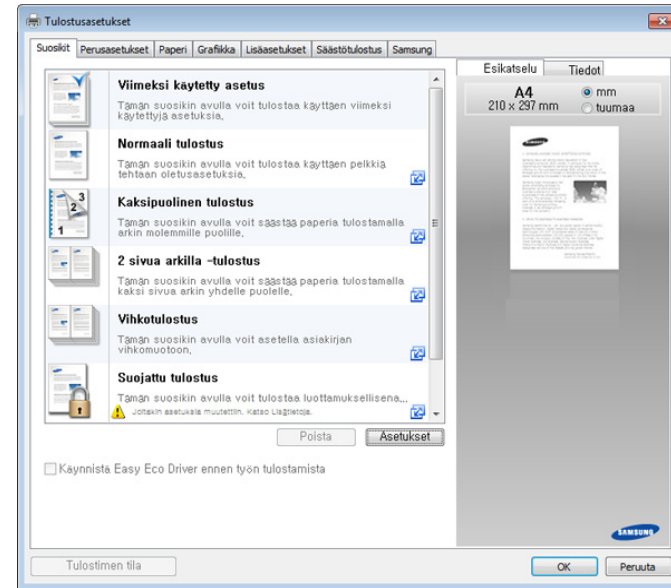 Tulostusasetukset
Suosikit Perusasetukset Paperi Grafiikka Lisäasetukset Säästötulostus Samsung
Viimeksi käytetty asetus
Tämän suosikin avulla voit tulostaa käyttäen viimeksi
käytettyjä asetuksia.
Normaali tulostus
Tämän suosikin avulla voit tulostaa käyttäen pelkkiä
tehtaan oletusasetuksia.
Kaksipuolinen tulostus
Tämän suosikin avulla voit säästää paperia tulostamalla
arkin molemmille puolille.
2 sivua arkilla -tulostus
Tämän suosikin avulla voit säästää paperia tulostamalla
kaksi sivua arkin yhdelle puolelle.
Vihkotulostus
Tämän suosikin avulla voit asetella asiakirjan
vihkomuotoon.
Suojattu tulostus
Tämän suosikin avulla voit tulostaa luottamuksellisena...
Joitakin asetuksia muutettiin. Katso Lisätietoja.
Poista Asetukset
Käynnistä Easy Eco Driver ennen työn tulostamista
Esikatselu Tiedot
A4
210 x 297 mm
mm
tuumaa
SAMSUNG
Tulostimen tila OK Peruuta